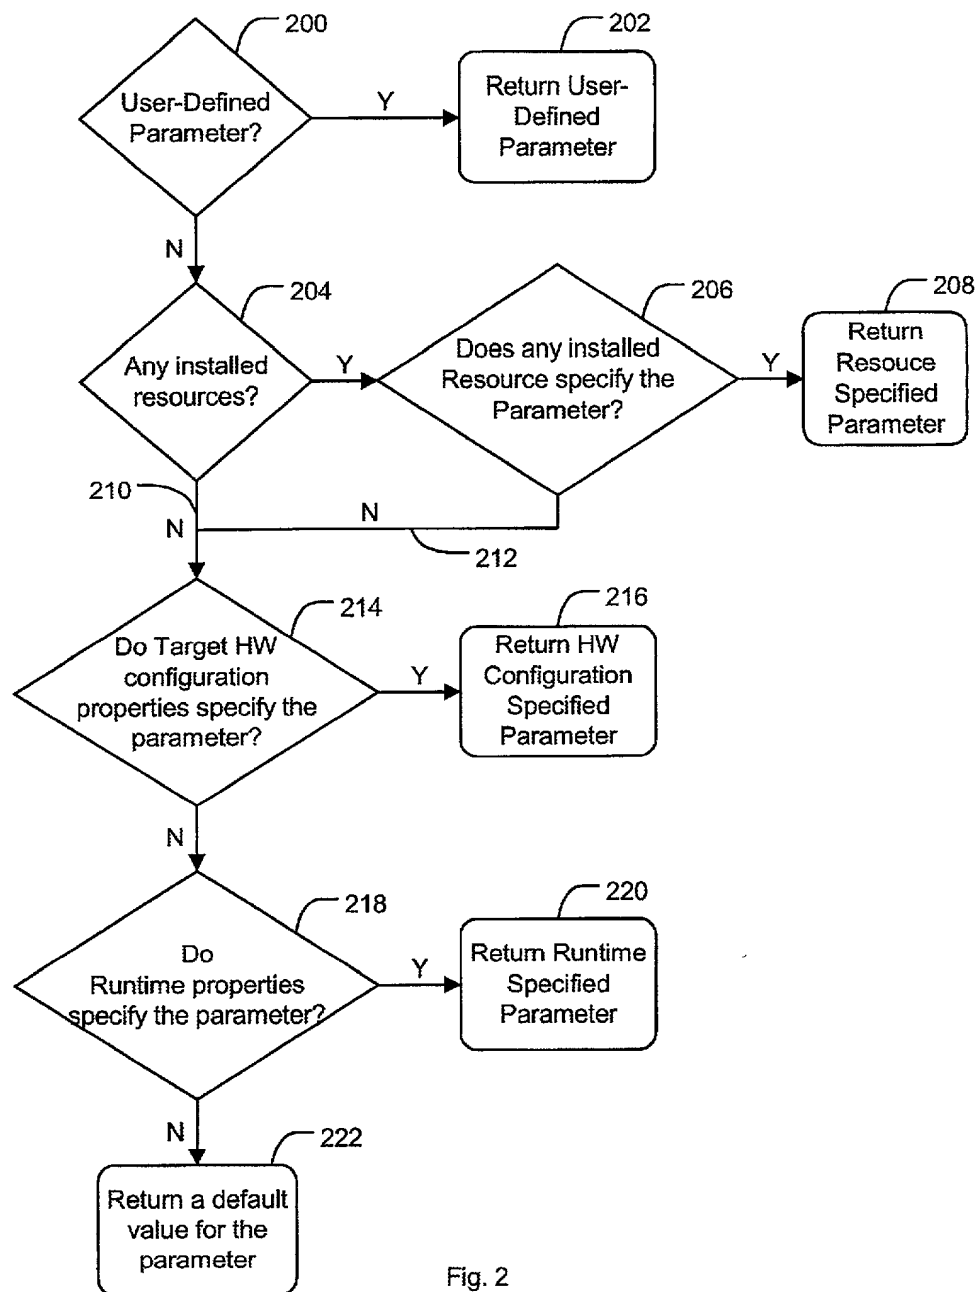 200
202
User-Defined
Parameter?
Y
Return User-
Defined
Parameter
N
204
206
208
Any installed
resources?
Y
Does any installed
Resource specify the
Parameter?
Y
Return
Resouce
Specified
Parameter
210
N
N
212
214
216
Do Target HW
configuration
properties specify the
parameter?
Y
Return HW
Configuration
Specified
Parameter
N
218
220
Do
Runtime properties
specify the parameter?
Y
Return Runtime
Specified
Parameter
N
222
Return a default
value for the
parameter
Fig. 2